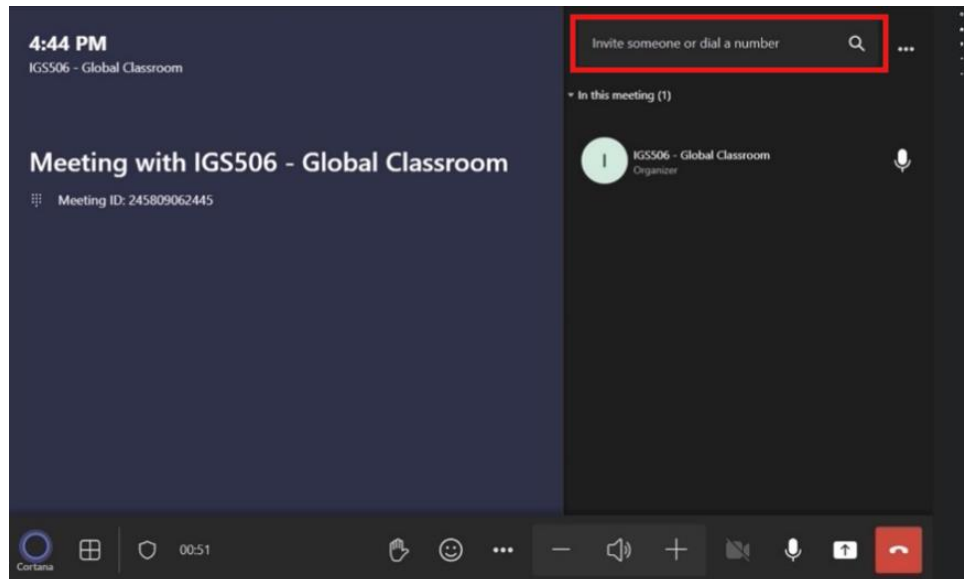 4:44 PM
IGS506 - Global Classroom
Meeting with IGS506 - Global Classroom
Meeting ID: 245809062445
Invite someone or dial a number
In this meeting (1)
I
IGS506 - Global Classroom
Organizer
Cortana
00:51